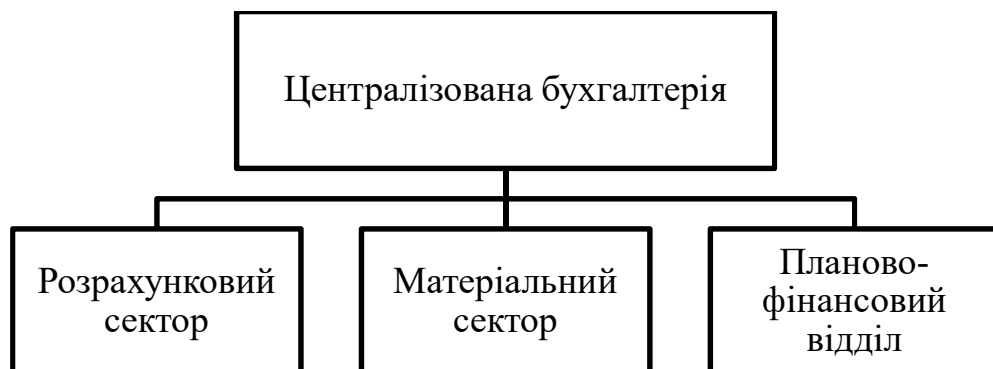 Централізована бухгалтерія
Розрахунковий
сектор
Матеріальний
сектор
Планово-
фінансовий
відділ